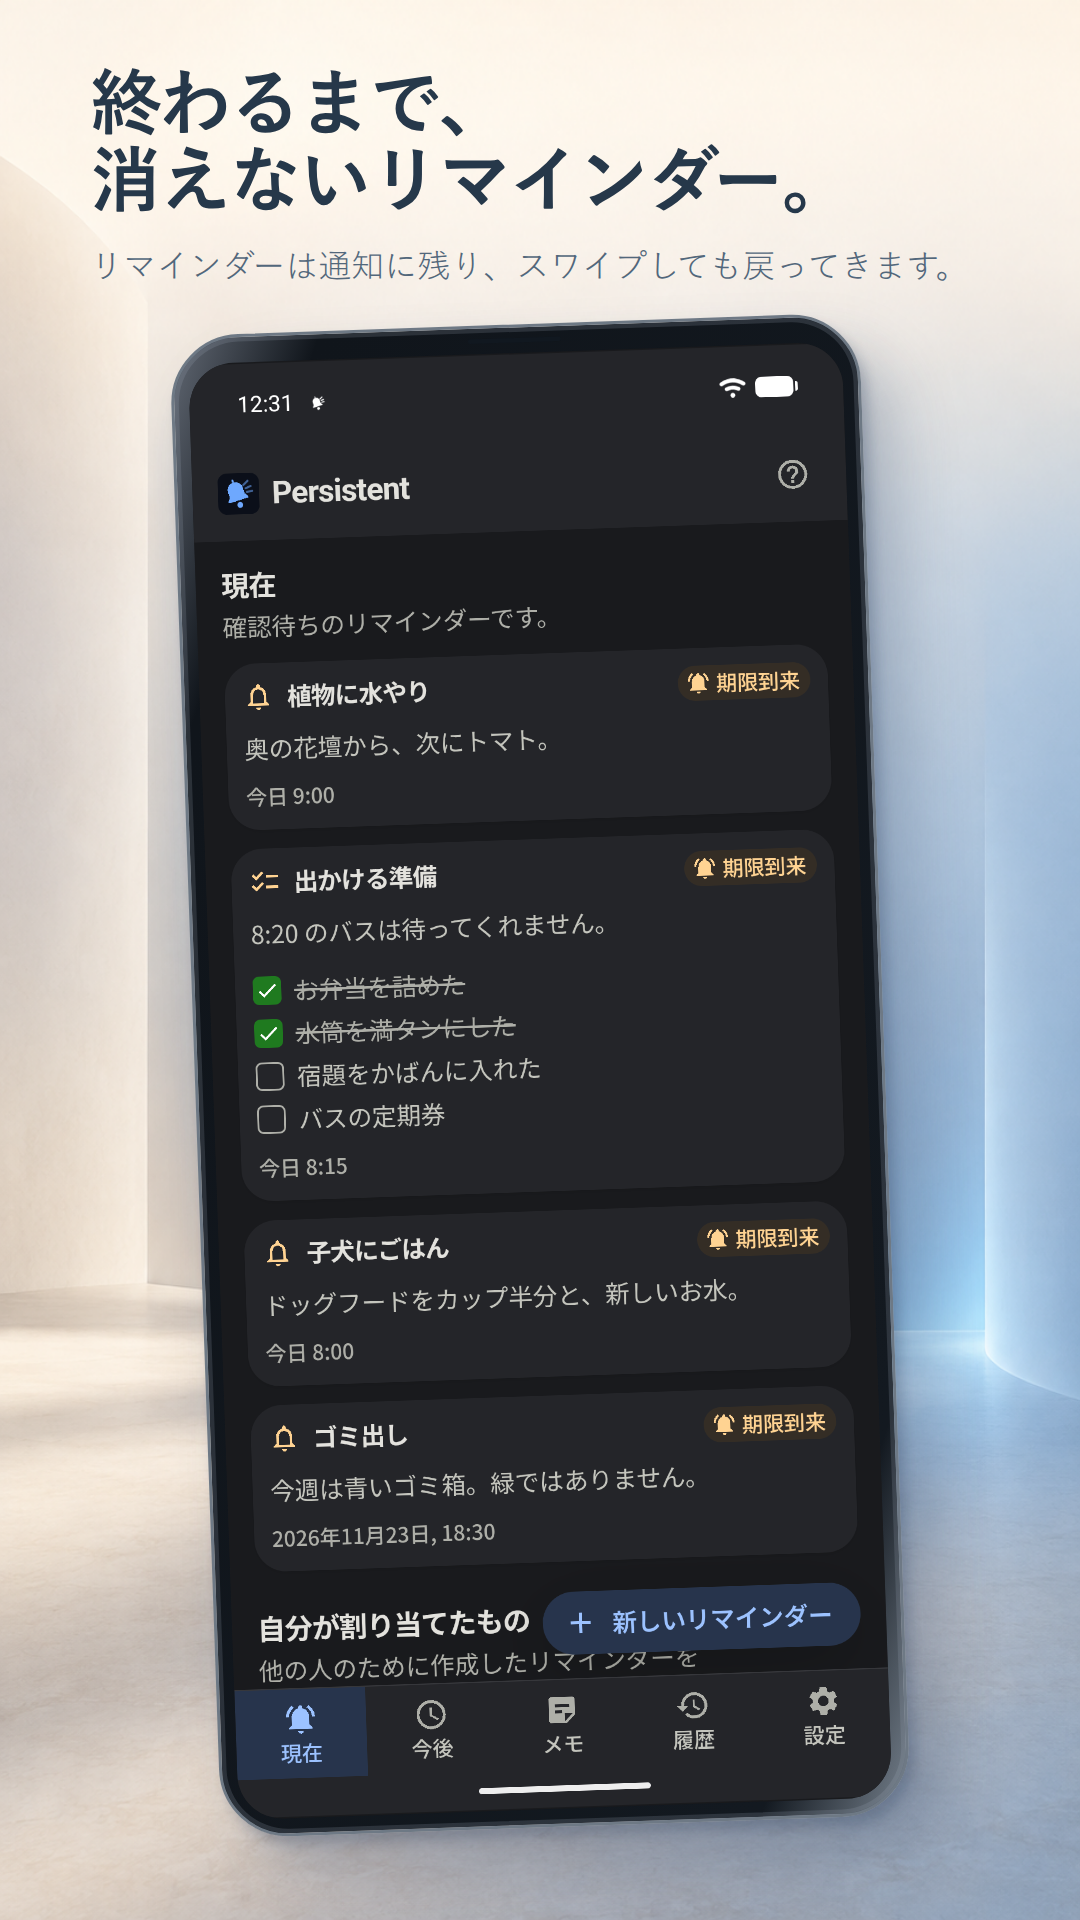 終わるまで、
消えないリマインダー。
リマインダーは通知に残り、スワイプしても戻ってきます。
12:31
Persistent
現在
確認待ちのリマインダーです。
植物に水やり
期限到来
奥の花壇から、次にトマト。
今日 9:00
出かける準備
期限到来
8:20 のバスは待ってくれません。
お弁当を詰めた
水筒を満タンにした
宿題をかばんに入れた
バスの定期券
今日 8:15
子犬にごはん
期限到来
ドッグフードをカップ半分と、新しいお水。
今日 8:00
ゴミ出し
期限到来
今週は青いゴミ箱。緑ではありません。
2026年11月23日, 18:30
自分が割り当てたもの
新しいリマインダー
他の人のために作成したリマインダーを
現在
今後
メモ
履歴
設定